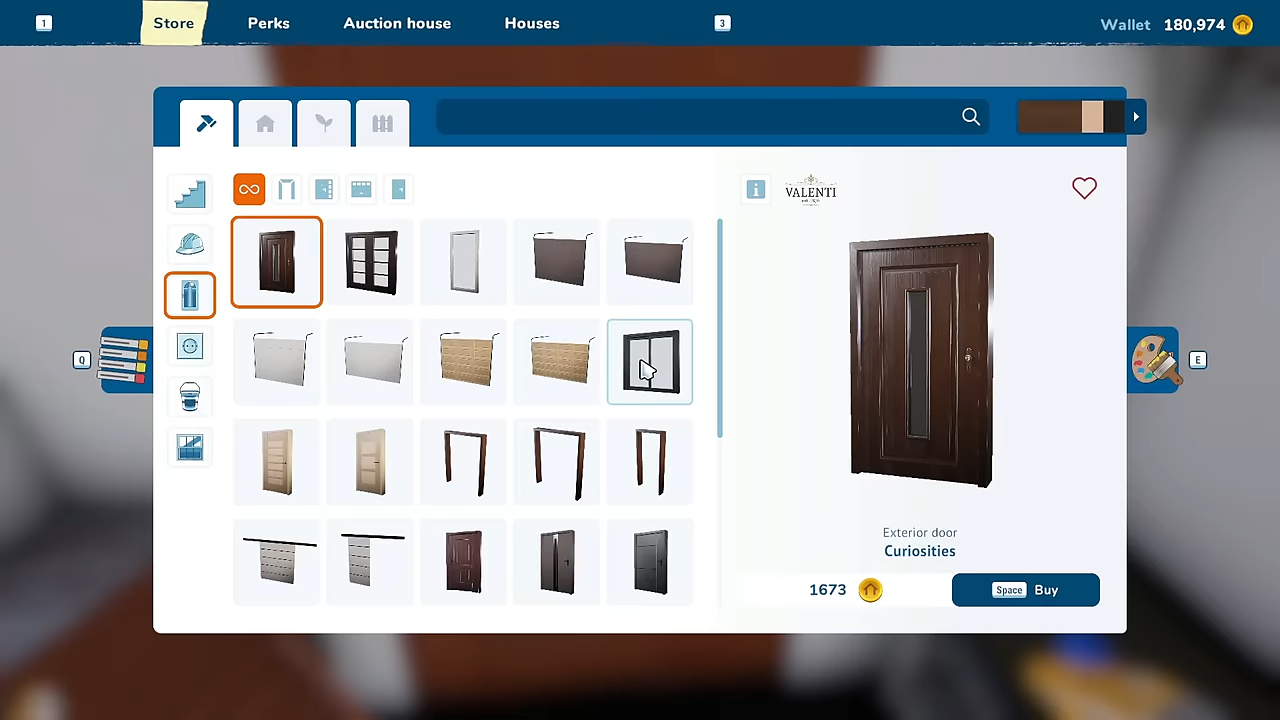 1
Store
Perks
Auction house
Houses
3
Wallet 180,974
VALENTI
Q
E
Exterior door
Curiosities
1673
Space Buy